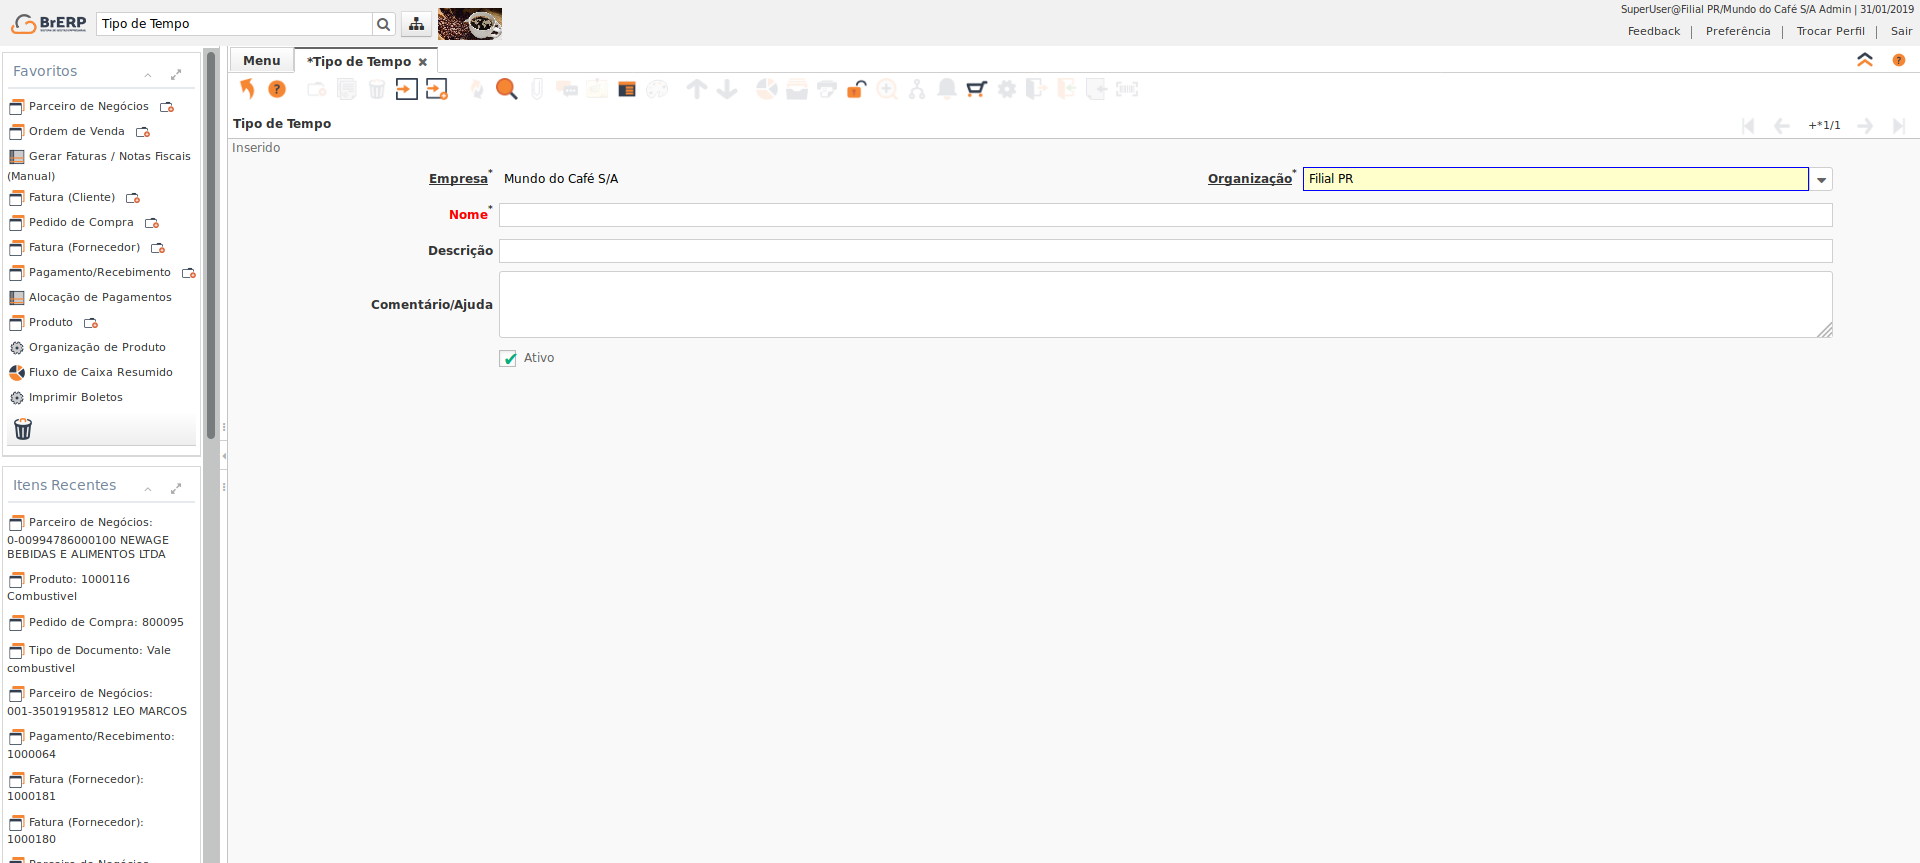 BrERP
Tipo de Tempo
SuperUser@Filial PR/Mundo do Café S/A Admin | 31/01/2019
Feedback | Preferência | Trocar Perfil | Sair
Favoritos
Parceiro de Negócios
Ordem de Venda
Gerar Faturas / Notas Fiscais
(Manual)
Fatura (Cliente)
Pedido de Compra
Fatura (Fornecedor)
Pagamento/Recebimento
Alocação de Pagamentos
Produto
Organização de Produto
Fluxo de Caixa Resumido
Imprimir Boletos
Itens Recentes
Parceiro de Negócios:
0-00994786000100 NEWAGE
BEBIDAS E ALIMENTOS LTDA
Produto: 1000116
Combustivel
Pedido de Compra: 800095
Tipo de Documento: Vale
combustivel
Parceiro de Negócios:
001-35019195812 LEO MARCOS
Pagamento/Recebimento:
1000064
Fatura (Fornecedor):
1000181
Fatura (Fornecedor):
1000180
Parceiro de Negócios
Menu
*Tipo de Tempo
Tipo de Tempo
+*1/1
Inserido
Empresa* Mundo do Café S/A
Organização* Filial PR
Nome*
Descrição
Comentário/Ajuda
Ativo